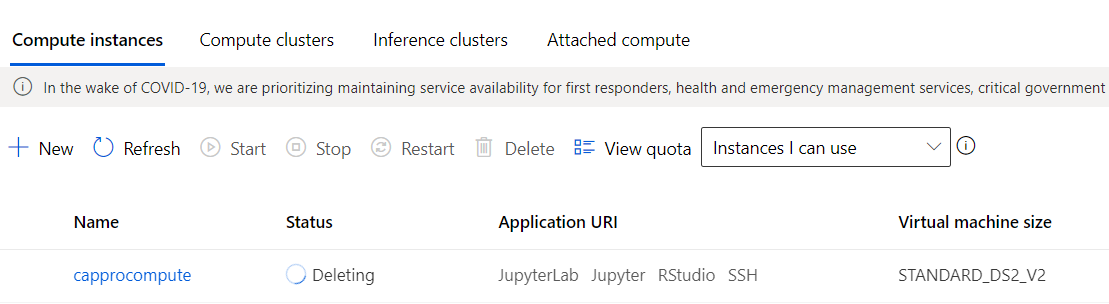 Compute instances Compute clusters Inference clusters Attached compute
In the wake of COVID-19, we are prioritizing maintaining service availability for first responders, health and emergency management services, critical government
New Refresh Start Stop Restart Delete View quota Instances I can use
Name Status Application URI Virtual machine size
capprocompute Deleting JupyterLab Jupyter RStudio SSH STANDARD_DS2_V2